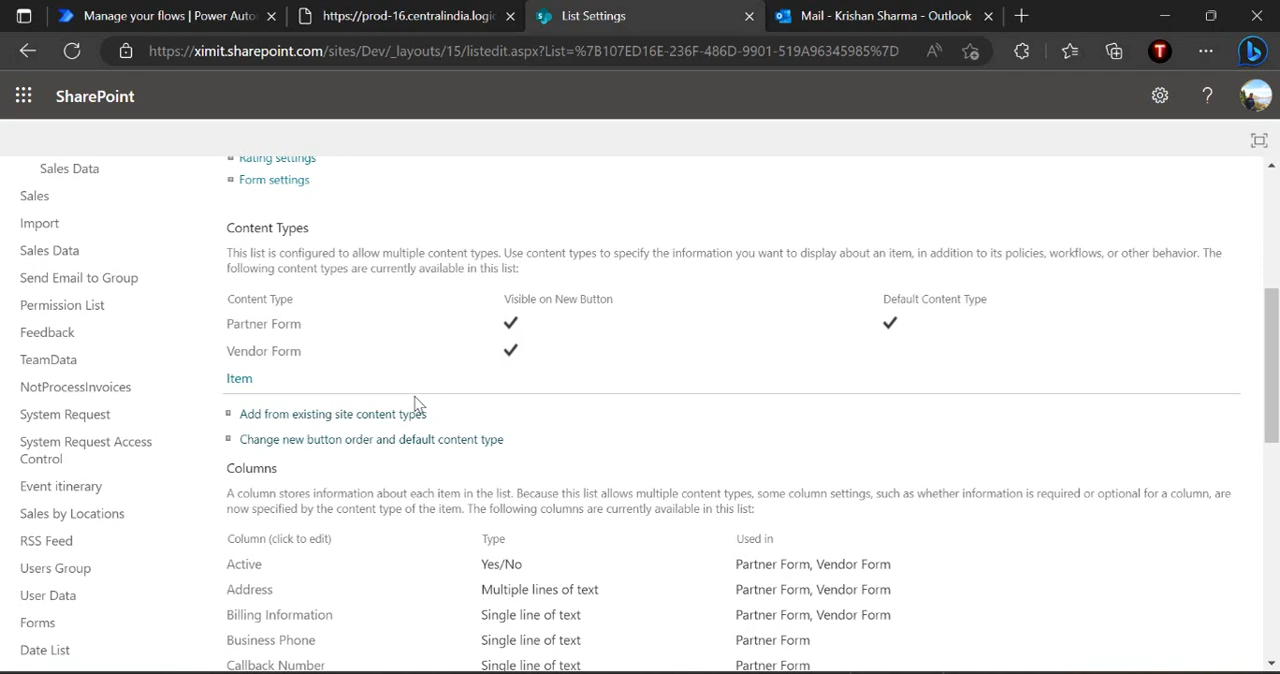 Manage your flows | Power Auto
https://prod-16.centralindia.logic
List Settings
Mail - Krishan Sharma - Outlook
https://ximit.sharepoint.com/sites/Dev/_layouts/15/listedit.aspx?List=%7B107ED16E-236F-486D-9901-519A96345985%7D
T
SharePoint
Sales Data
Sales
Import
Sales Data
Send Email to Group
Permission List
Feedback
TeamData
NotProcessInvoices
System Request
System Request Access
Control
Event itinerary
Sales by Locations
RSS Feed
Users Group
User Data
Forms
Date List
Rating settings
Form settings
Content Types
This list is configured to allow multiple content types. Use content types to specify the information you want to display about an item, in addition to its policies, workflows, or other behavior. The
following content types are currently available in this list:
Content Type Visible on New Button Default Content Type
Partner Form
Vendor Form
Item
Add from existing site content types
Change new button order and default content type
Columns
A column stores information about each item in the list. Because this list allows multiple content types, some column settings, such as whether information is required or optional for a column, are
now specified by the content type of the item. The following columns are currently available in this list:
Column (click to edit) Type Used in
Active Yes/No Partner Form, Vendor Form
Address Multiple lines of text Partner Form, Vendor Form
Billing Information Single line of text Partner Form, Vendor Form
Business Phone Single line of text Partner Form
Callback Number Single line of text Partner Form